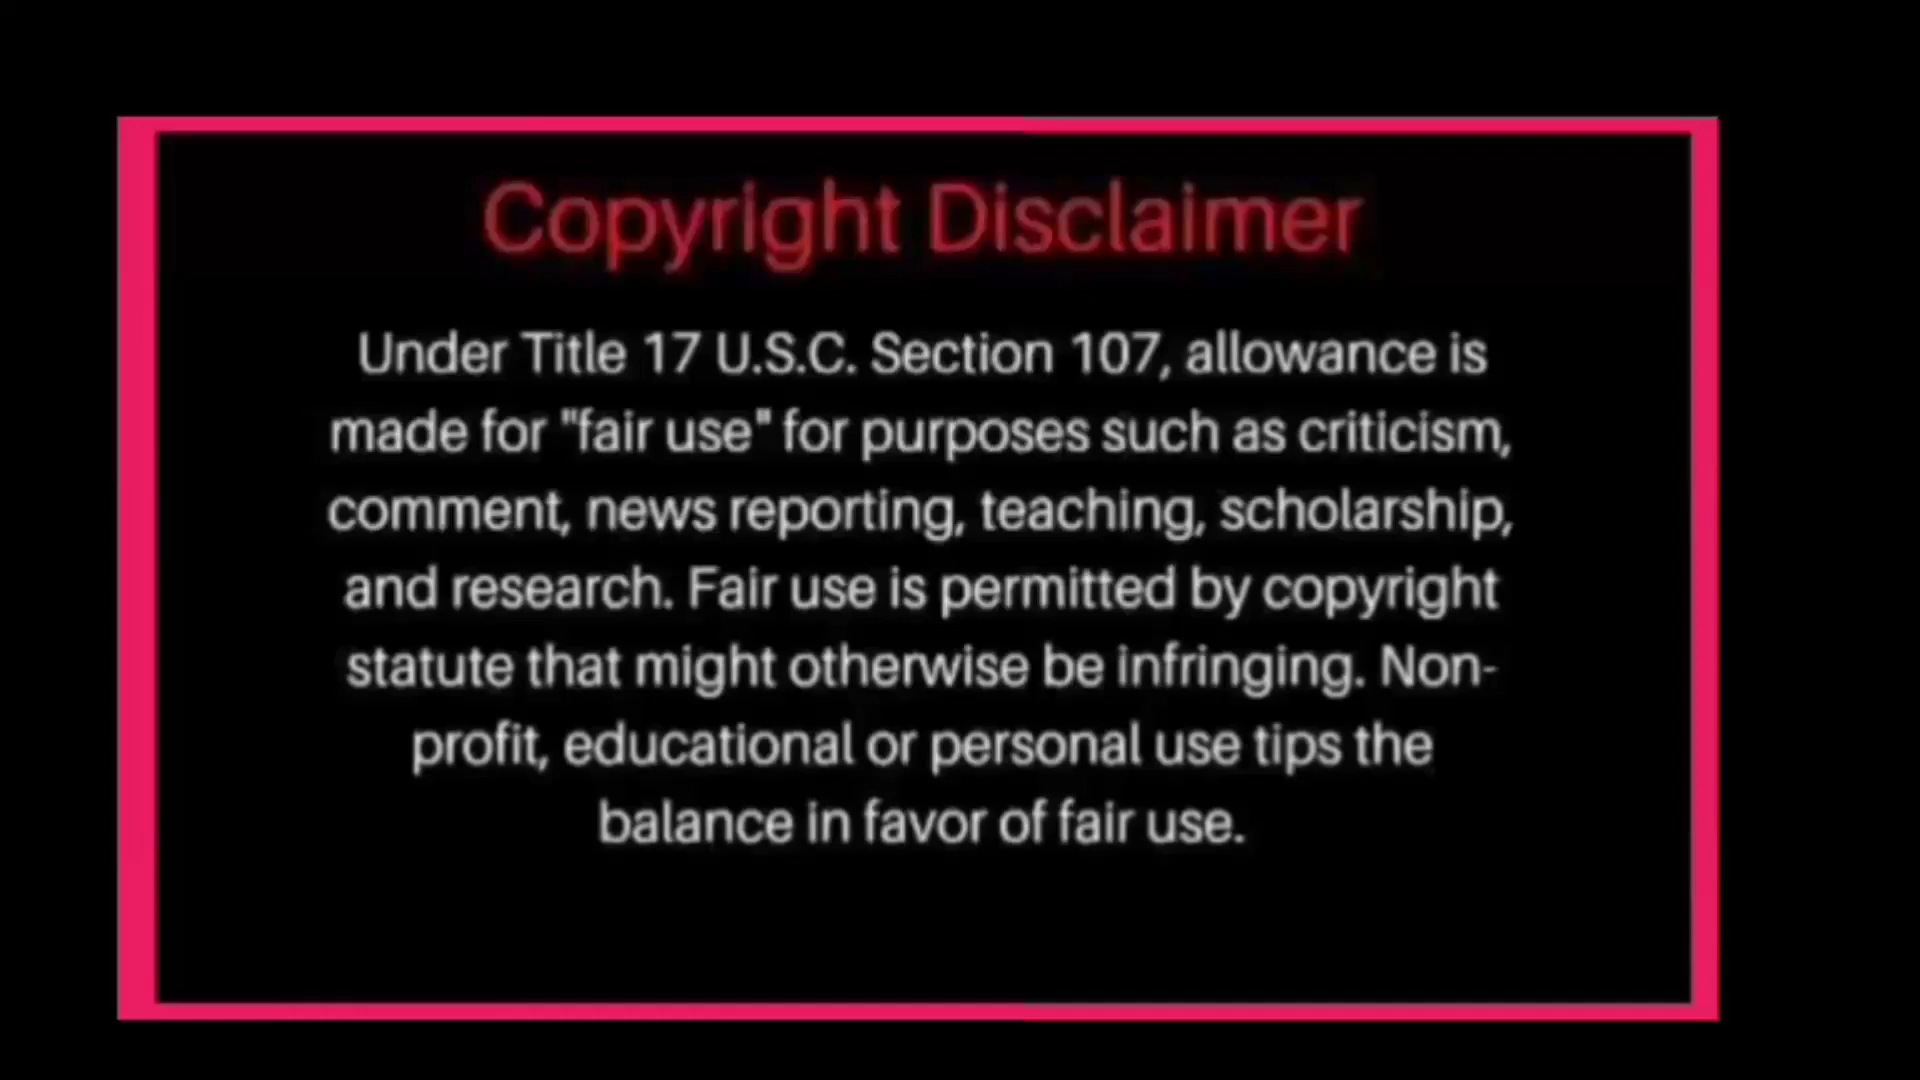 Copyright Disclaimer
Under Title 17 U.S.C. Section 107, allowance is
made for "fair use" for purposes such as criticism,
comment, news reporting, teaching, scholarship,
and research. Fair use is permitted by copyright
statute that might otherwise be infringing. Non-
profit, educational or personal use tips the
balance in favor of fair use.